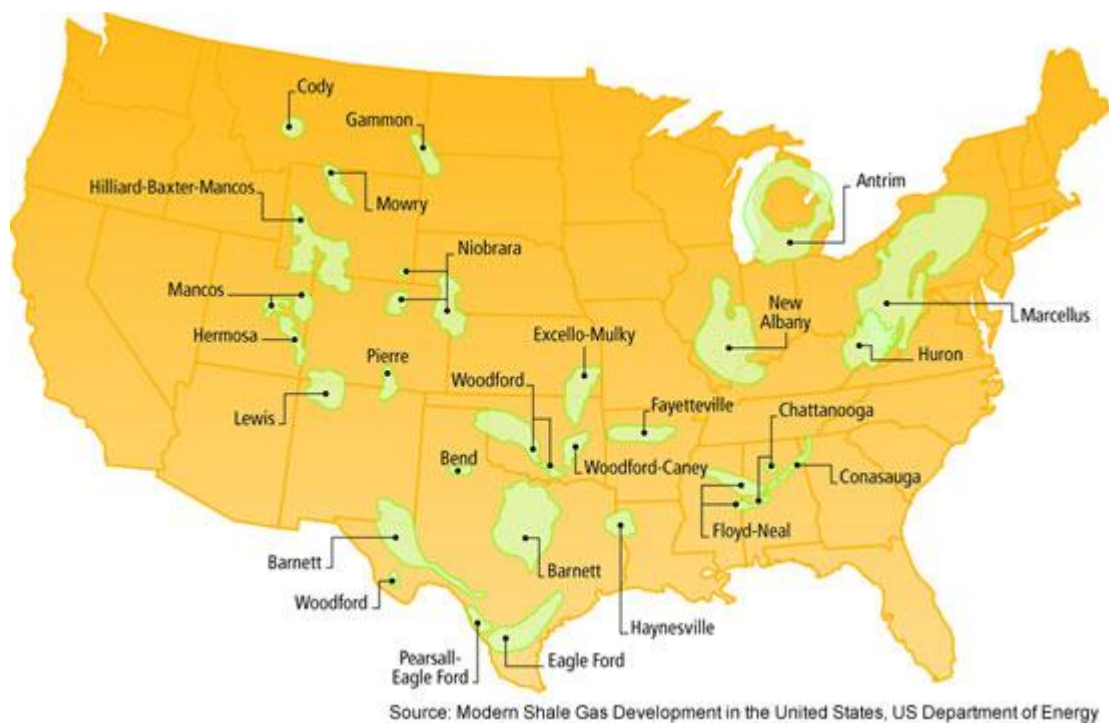 Cody
Gammon
Hilliard-Baxter-Mancos
Mowry
Antrim
Niobrara
Mancos
Hermosa
New
Albany
Marcellus
Excello-Mulky
Huron
Pierre
Woodford
Lewis
Fayetteville
Chattanooga
Bend
Woodford-Caney
Conasauga
Floyd-Neal
Barnett
Barnett
Woodford
Haynesville
Pearsall-
Eagle Ford
Eagle Ford
Source: Modern Shale Gas Development in the United States, US Department of Energy